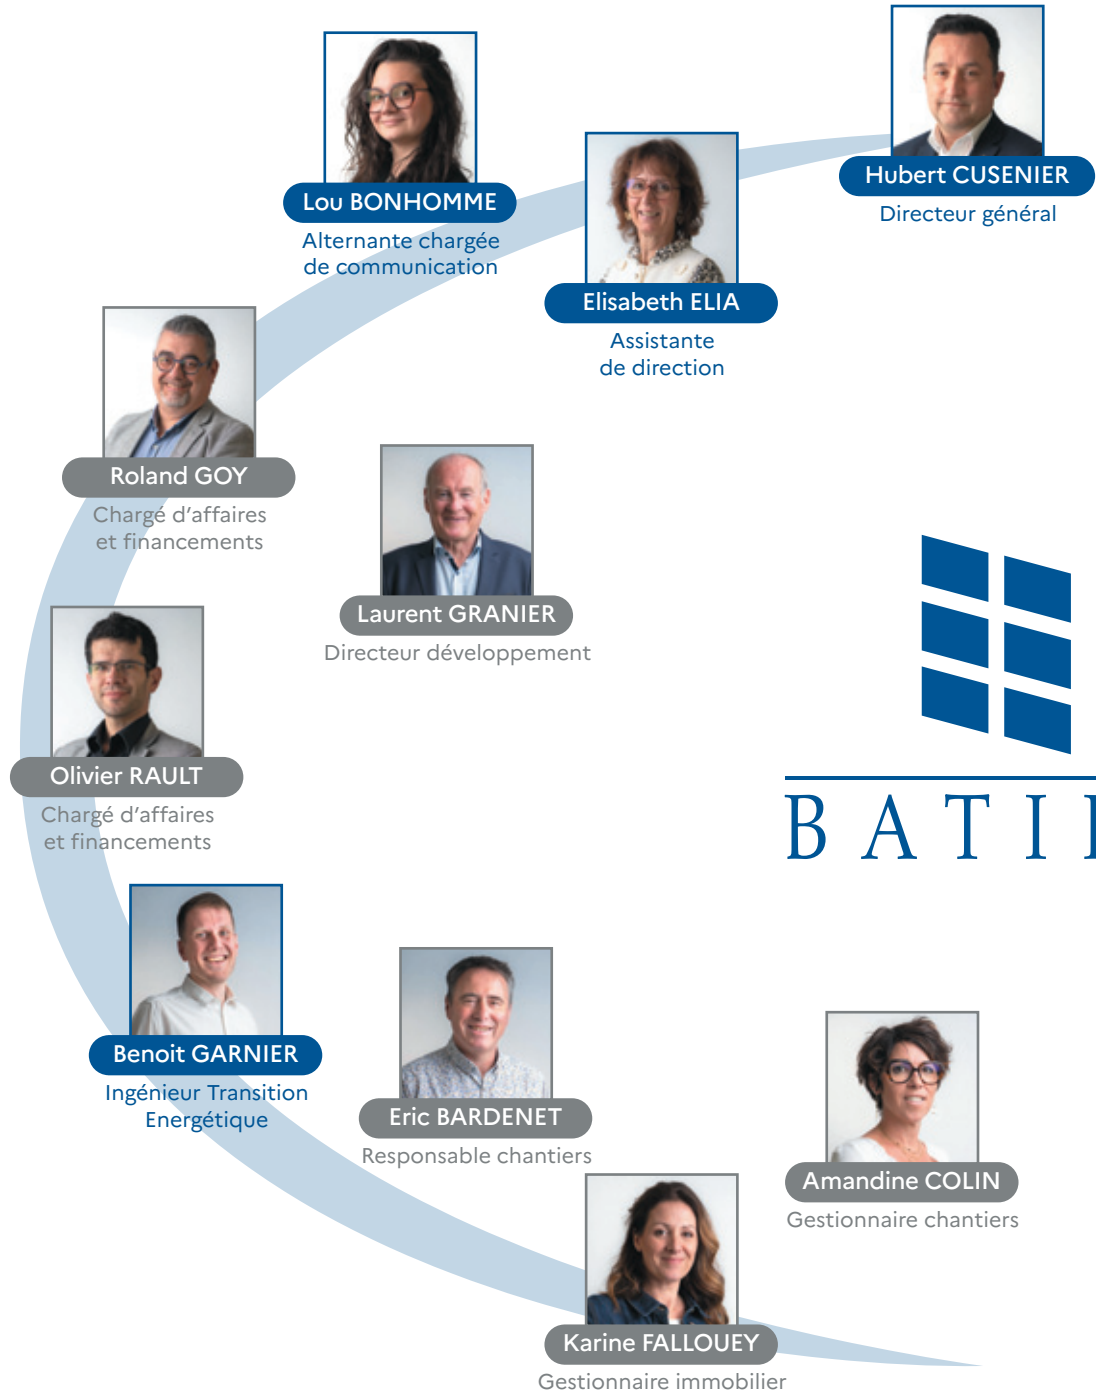 Hubert CUSENIER
Directeur général
Lou BONHOMME
Alternante chargée
de communication
Elisabeth ELIA
Assistante
de direction
Roland GOY
Chargé d'affaires
et financements
Laurent GRANIER
Directeur développement
Olivier RAULT
Chargé d'affaires
et financements
BATI
Benoit GARNIER
Ingénieur Transition
Energétique
Eric BARDENET
Responsable chantiers
Amandine COLIN
Gestionnaire chantiers
Karine FALLOUEY
Gestionnaire immobilier